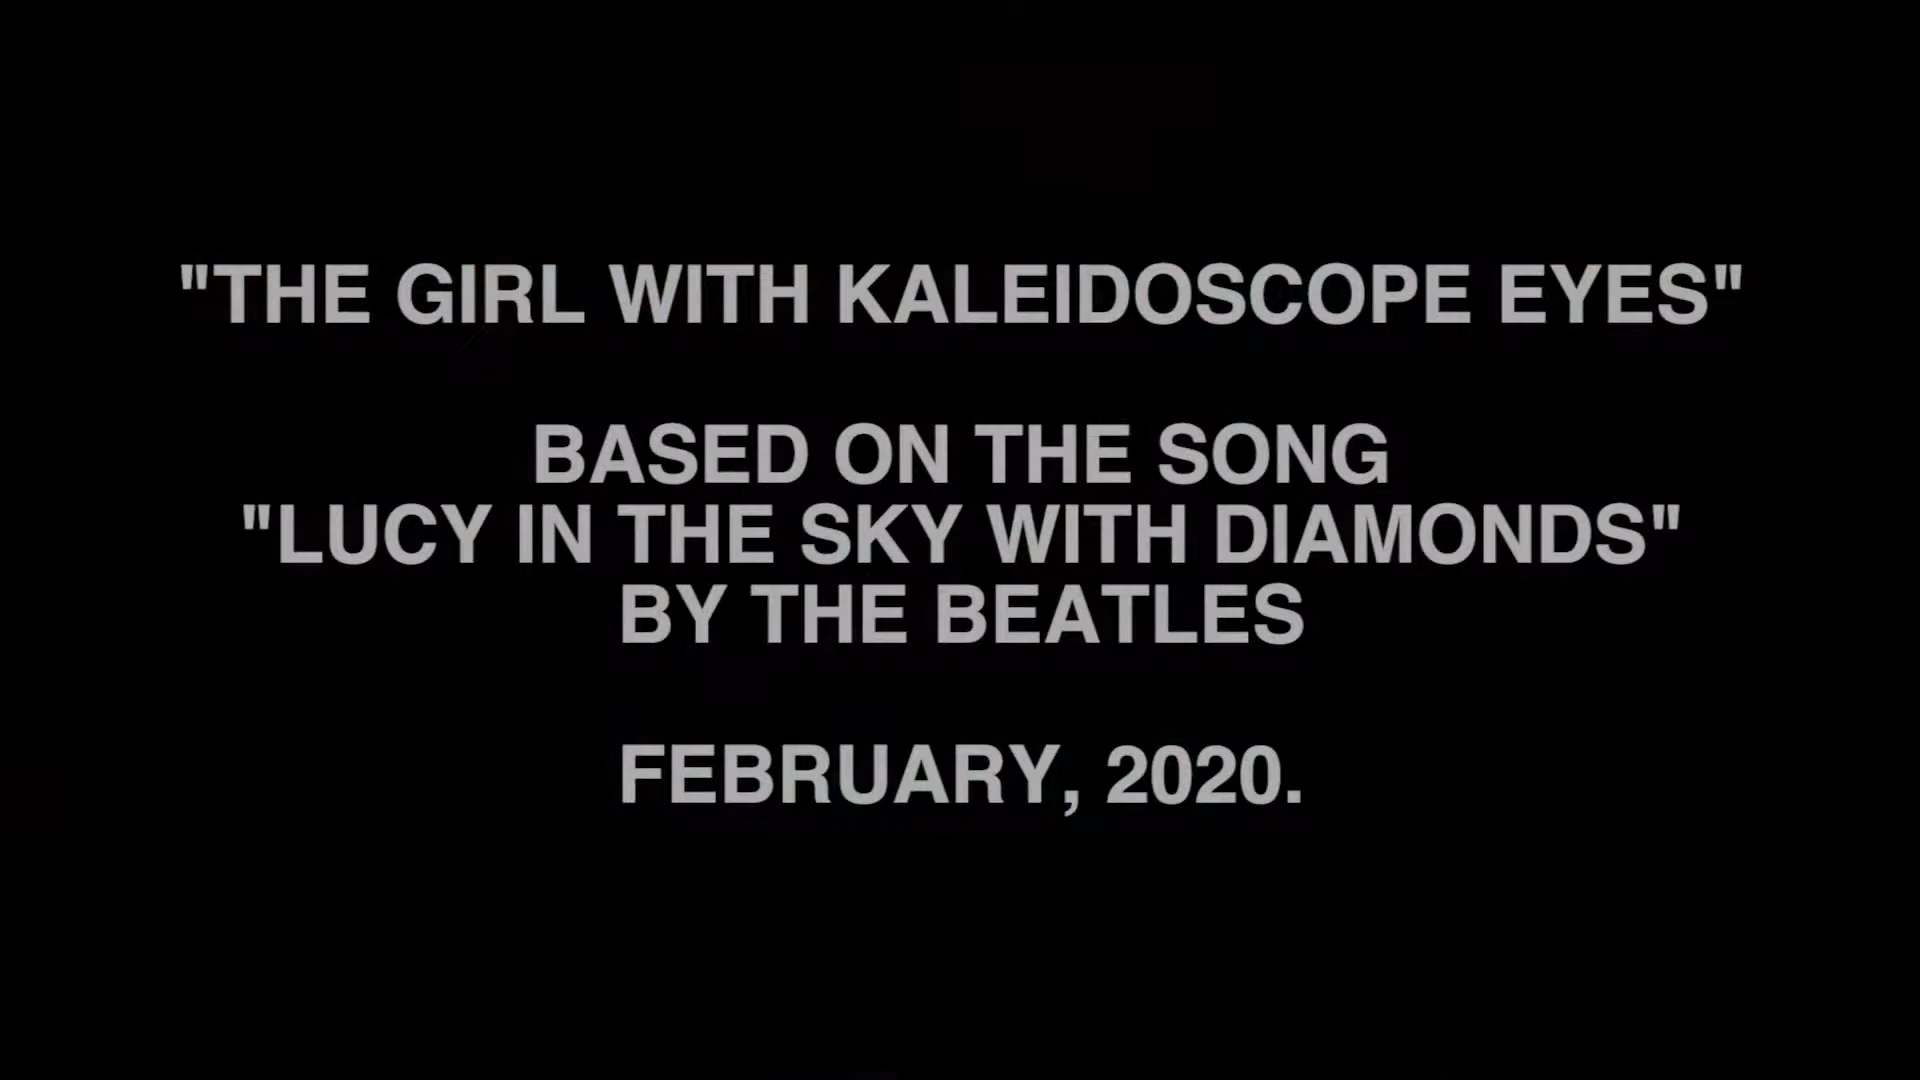 "THE GIRL WITH KALEIDOSCOPE EYES"
BASED ON THE SONG
"LUCY IN THE SKY WITH DIAMONDS"
BY THE BEATLES
FEBRUARY, 2020.